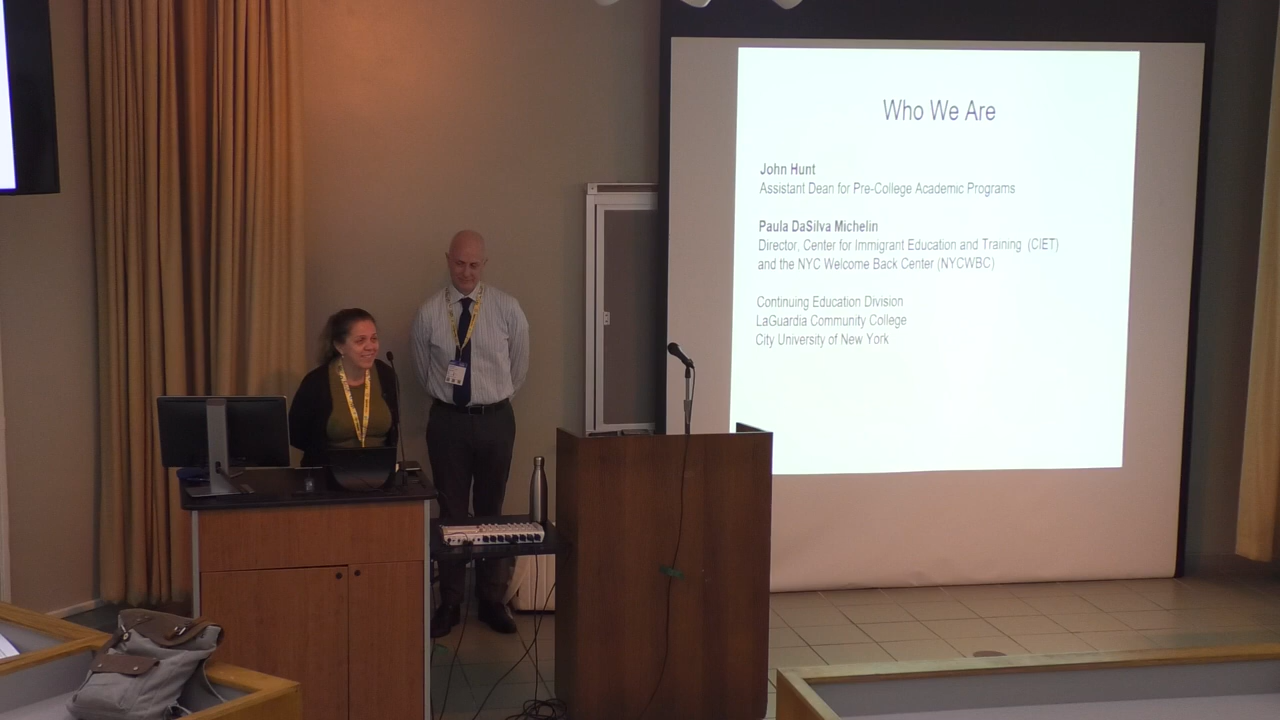 Who We Are
John Hunt
Assistant Dean for Pre-College Academic Programs
Paula DaSilva Michelin
Director, Center for Immigrant Education and Training (CIET)
and the NYC Welcome Back Center (NYCWBC)
Continuing Education Division
LaGuardia Community College
City University of New York